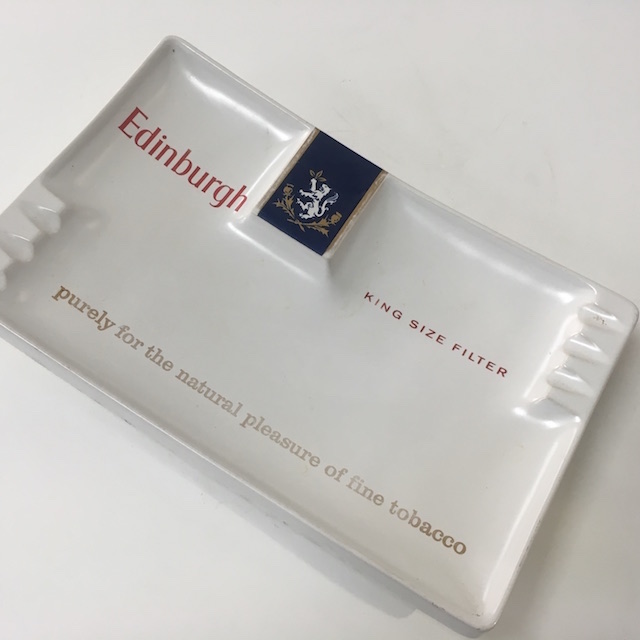 Edinburgh
KING SIZE FILTER
purely for the natural pleasure of fine tobacco